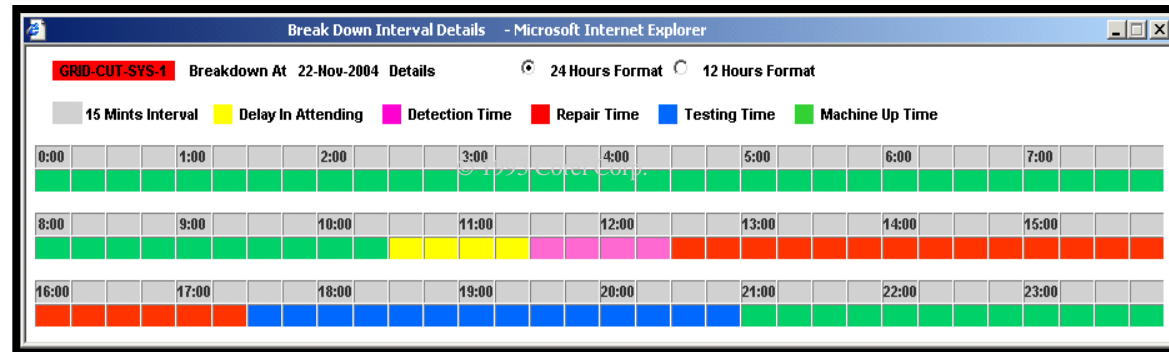 Break Down Interval Details - Microsoft Internet Explorer
GRID-CUT-SYS-1 Breakdown At 22-Nov-2004 Details 24 Hours Format 12 Hours Format
15 Mints Interval Delay In Attending Detection Time Repair Time Testing Time Machine Up Time
0:00 1:00 2:00 3:00 4:00 5:00 6:00 7:00
© 1995 Corel Corp.
8:00 9:00 10:00 11:00 12:00 13:00 14:00 15:00
16:00 17:00 18:00 19:00 20:00 21:00 22:00 23:00